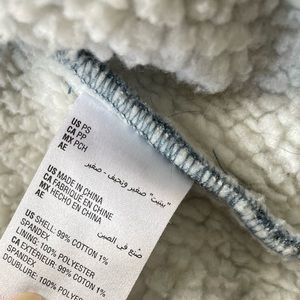 US PS
CA PP
MX PCH
AE
"بتيت" صغير ونحيف - صغير
US MADE IN CHINA
CA FABRIQUÉ EN CHINE
MX HECHO EN CHINA
AE
صنع في الصين
US SHELL: 99% COTTON 1%
SPANDEX
LINING: 100% POLYESTER
CA EXTÉRIEUR: 99% COTON 1%
SPANDEX
DOUBLURE: 100% POLYESTER